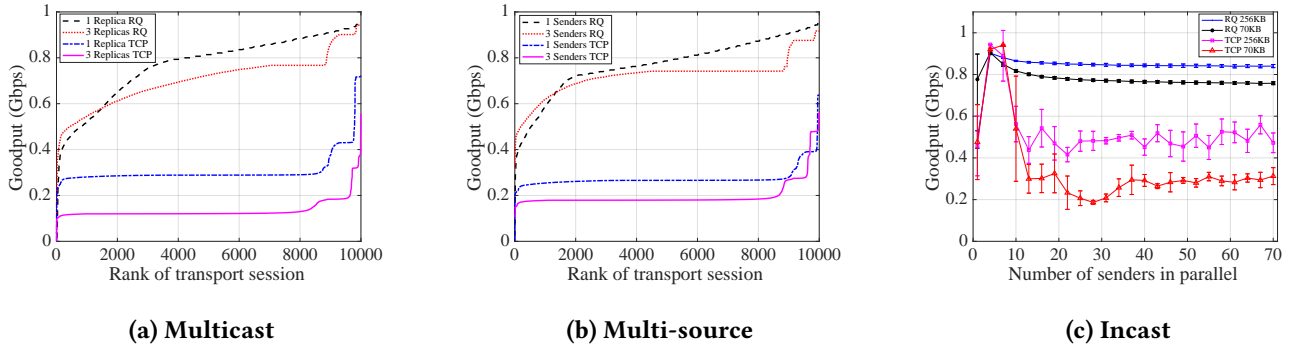 1 Replica RQ
3 Replicas RQ
1 Replica TCP
3 Replicas TCP
Goodput (Gbps)
1
0.8
0.6
0.4
0.2
0
0 2000 4000 6000 8000 10000
Rank of transport session
(a) Multicast
1 Senders RQ
3 Senders RQ
1 Senders TCP
3 Senders TCP
Goodput (Gbps)
1
0.8
0.6
0.4
0.2
0
0 2000 4000 6000 8000 10000
Rank of transport session
(b) Multi-source
RQ 256KB
RQ 70KB
TCP 256KB
TCP 70KB
Goodput (Gbps)
1
0.8
0.6
0.4
0.2
0
0 10 20 30 40 50 60 70
Number of senders in parallel
(c) Incast